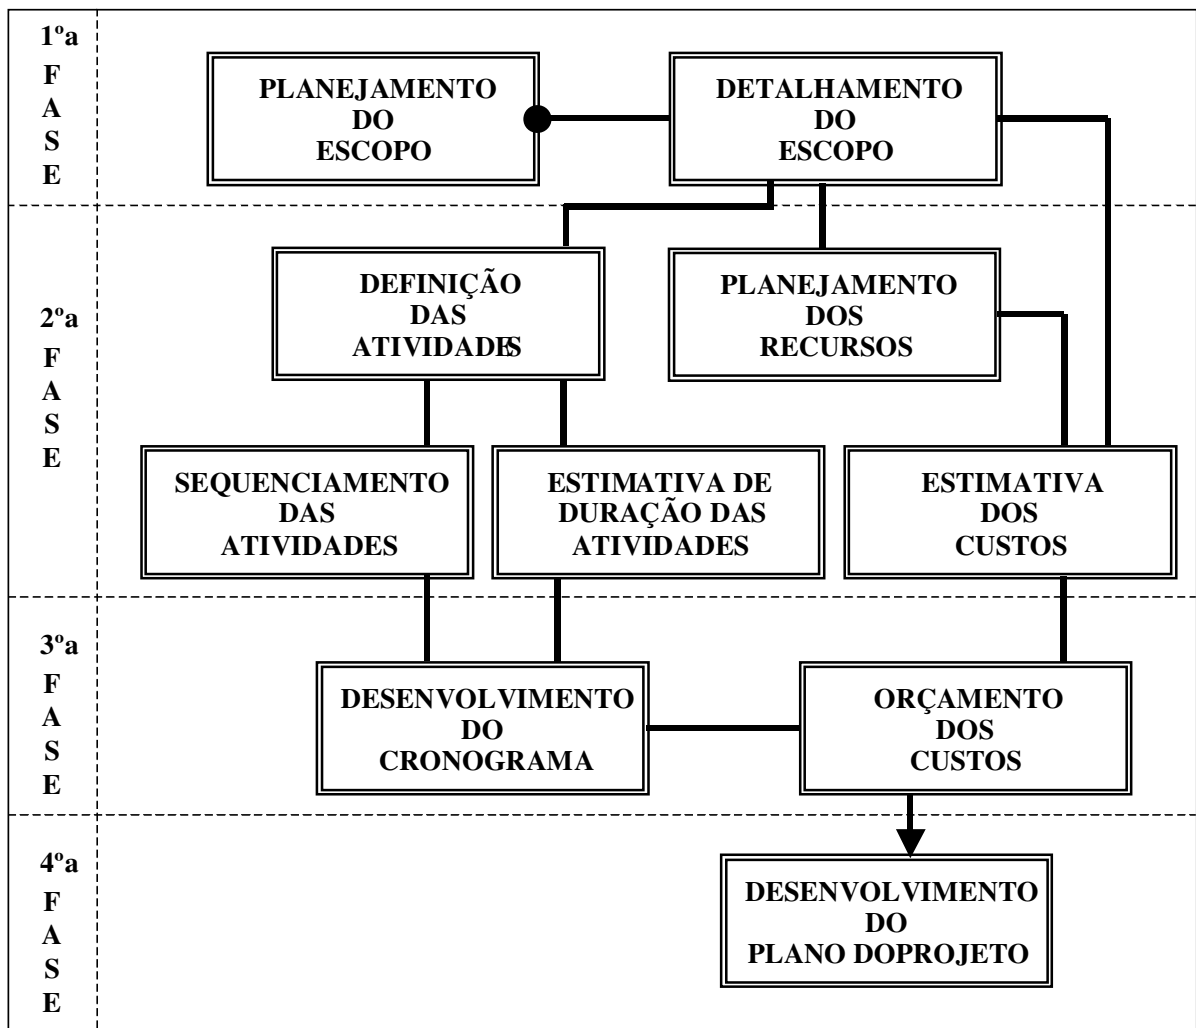 1ºa
F
A
S
E
PLANEJAMENTO
DO
ESCOPO
DETALHAMENTO
DO
ESCOPO
2ºa
F
A
S
E
DEFINIÇÃO
DAS
ATIVIDADES
PLANEJAMENTO
DOS
RECURSOS
SEQUENCIAMENTO
DAS
ATIVIDADES
ESTIMATIVA DE
DURAÇÃO DAS
ATIVIDADES
ESTIMATIVA
DOS
CUSTOS
3ºa
F
A
S
E
DESENVOLVIMENTO
DO
CRONOGRAMA
ORÇAMENTO
DOS
CUSTOS
4ºa
F
A
S
E
DESENVOLVIMENTO
DO
PLANO DOPROJETO